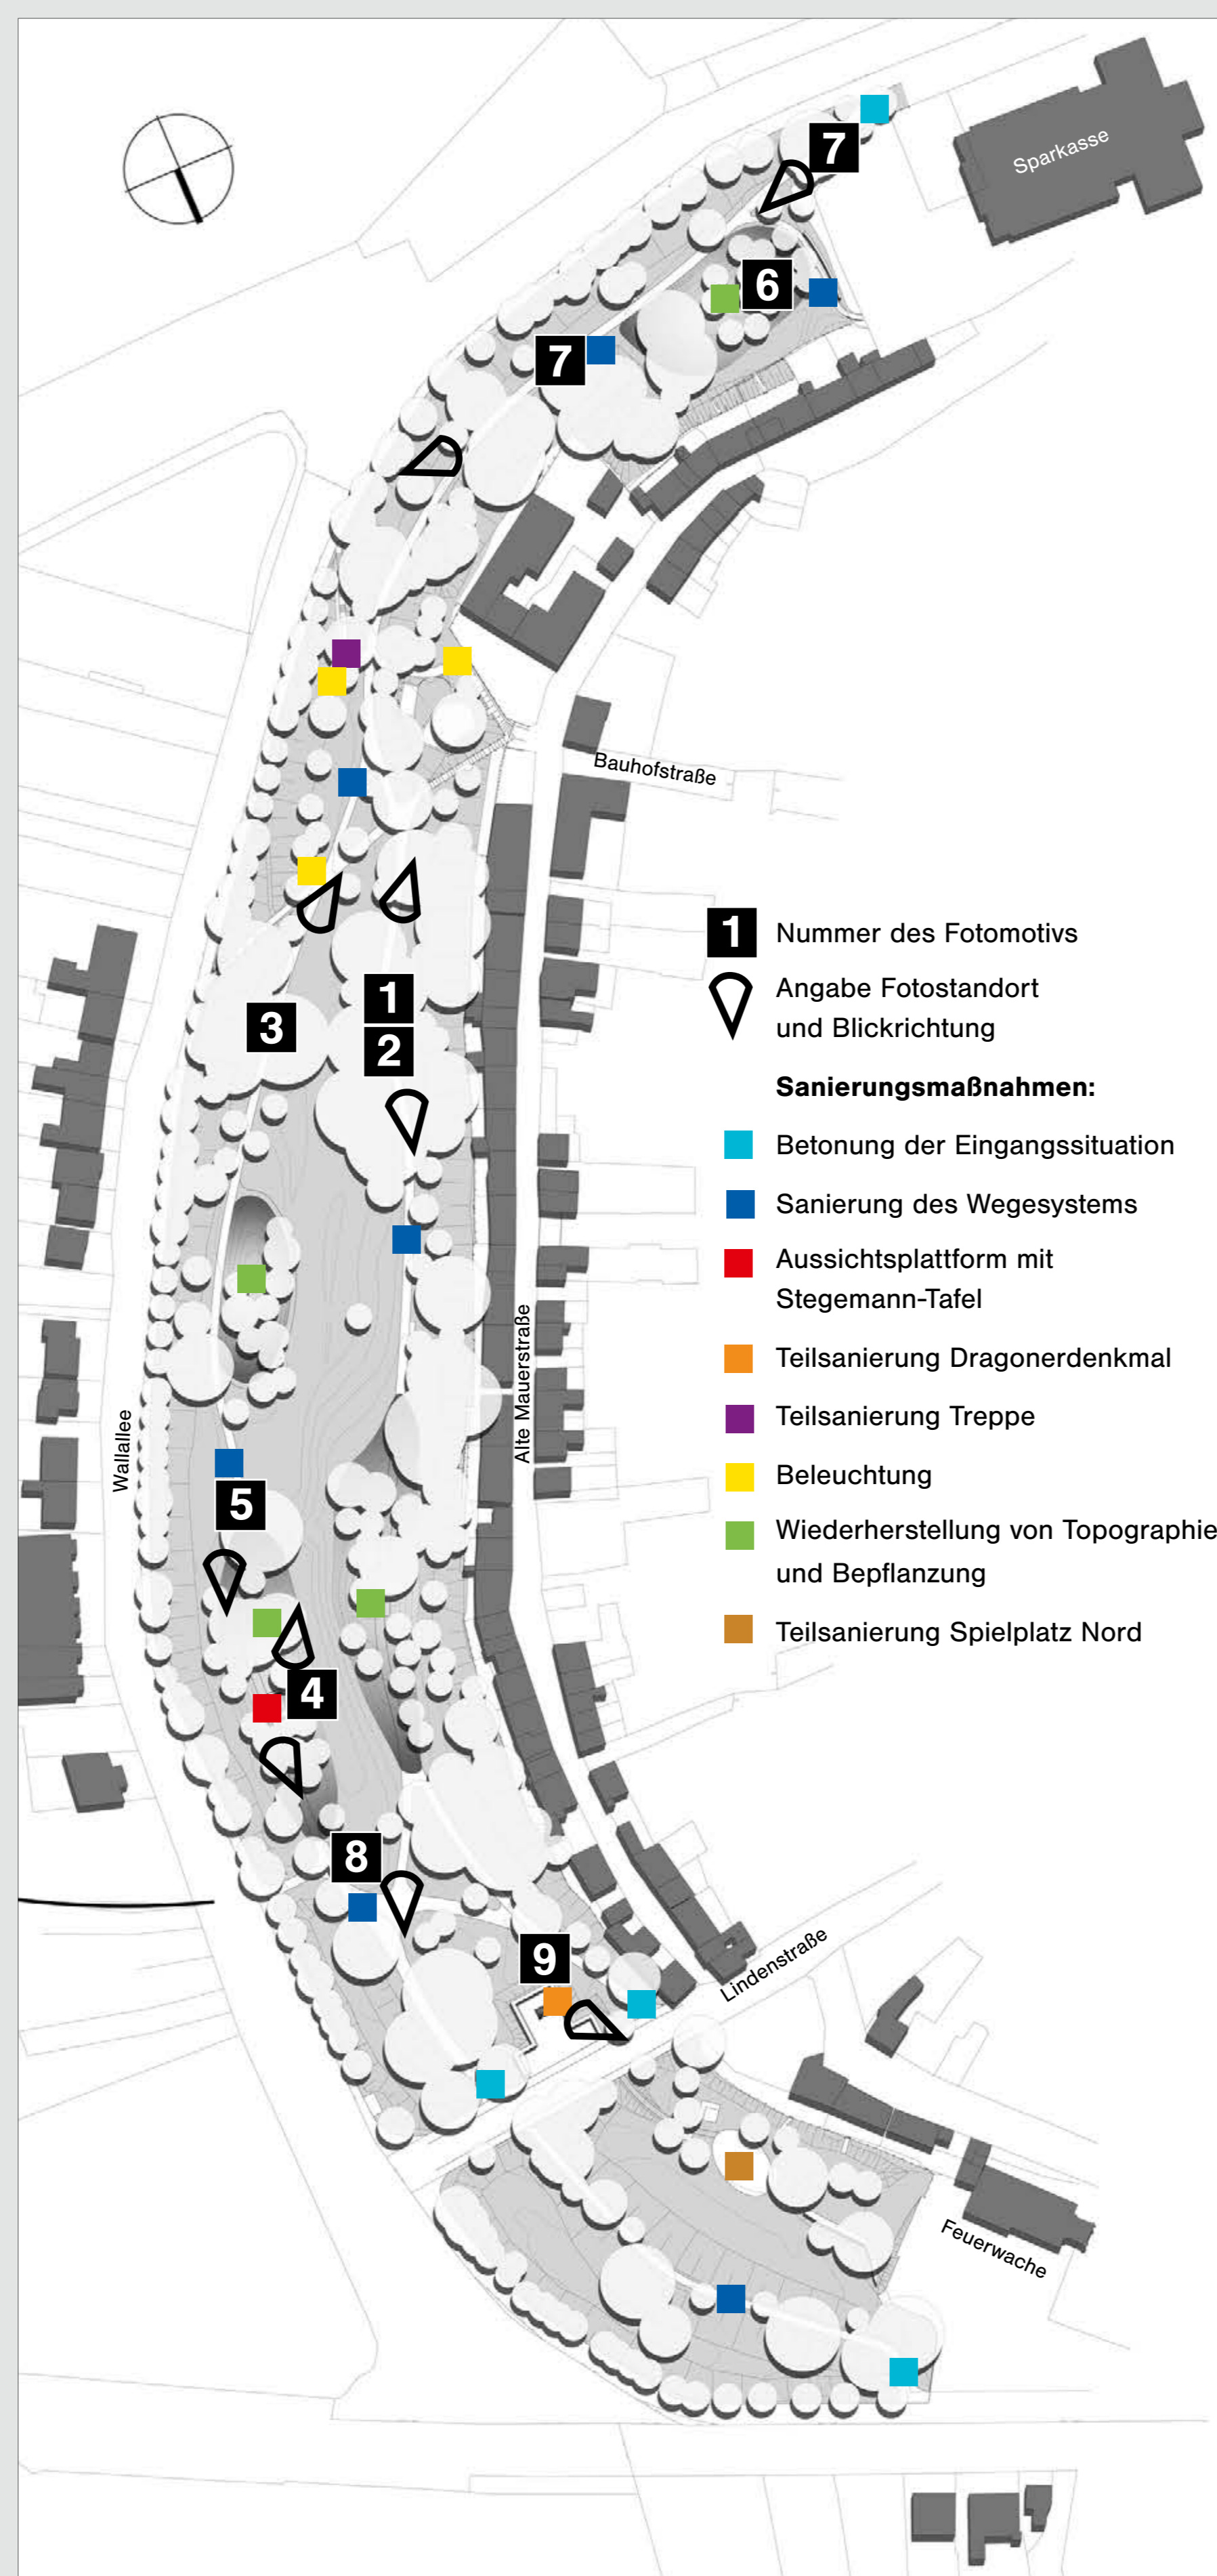 Sparkasse
7
6
7
Bauhofstraße
1
Nummer des Fotomotivs
Angabe Fotostandort
und Blickrichtung
3
1
2
Sanierungsmaßnahmen:
Betonung der Eingangssituation
Sanierung des Wegesystems
Aussichtsplattform mit
Stegemann-Tafel
Teilsanierung Dragonerdenkmal
Teilsanierung Treppe
Beleuchtung
Wiederherstellung von Topographie
und Bepflanzung
Teilsanierung Spielplatz Nord
Wallallee
Alte Mauerstraße
5
4
8
9
Lindenstraße
Feuerwache